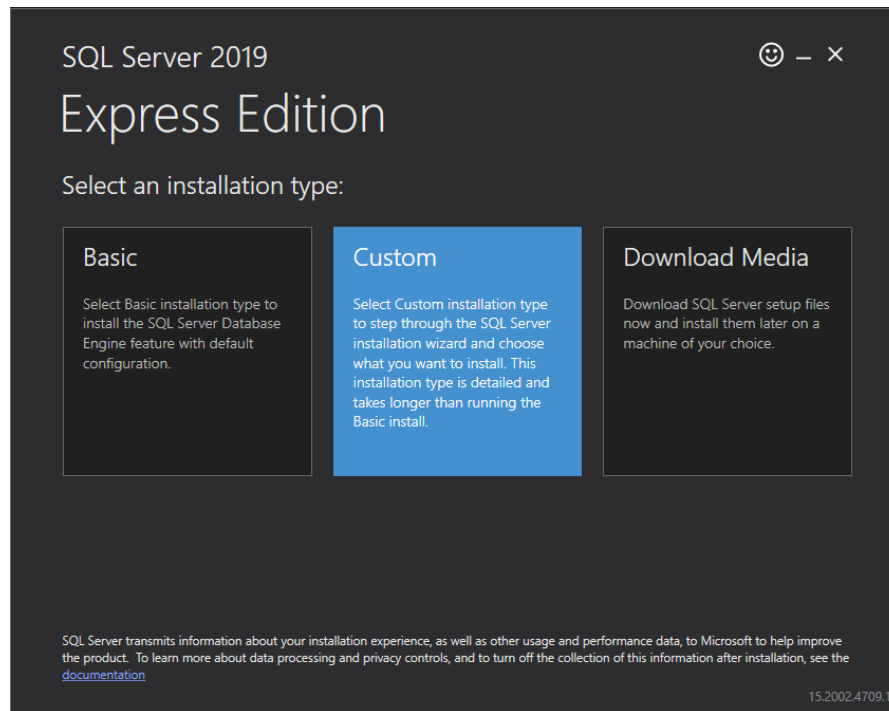 SQL Server 2019
Express Edition
Select an installation type:
Basic
Select Basic installation type to
install the SQL Server Database
Engine feature with default
configuration.
Custom
Select Custom installation type
to step through the SQL Server
installation wizard and choose
what you want to install. This
installation type is detailed and
takes longer than running the
Basic install.
Download Media
Download SQL Server setup files
now and install them later on a
machine of your choice.
SQL Server transmits information about your installation experience, as well as other usage and performance data, to Microsoft to help improve
the product.  To learn more about data processing and privacy controls, and to turn off the collection of this information after installation, see the
documentation
15.2002.4709.1